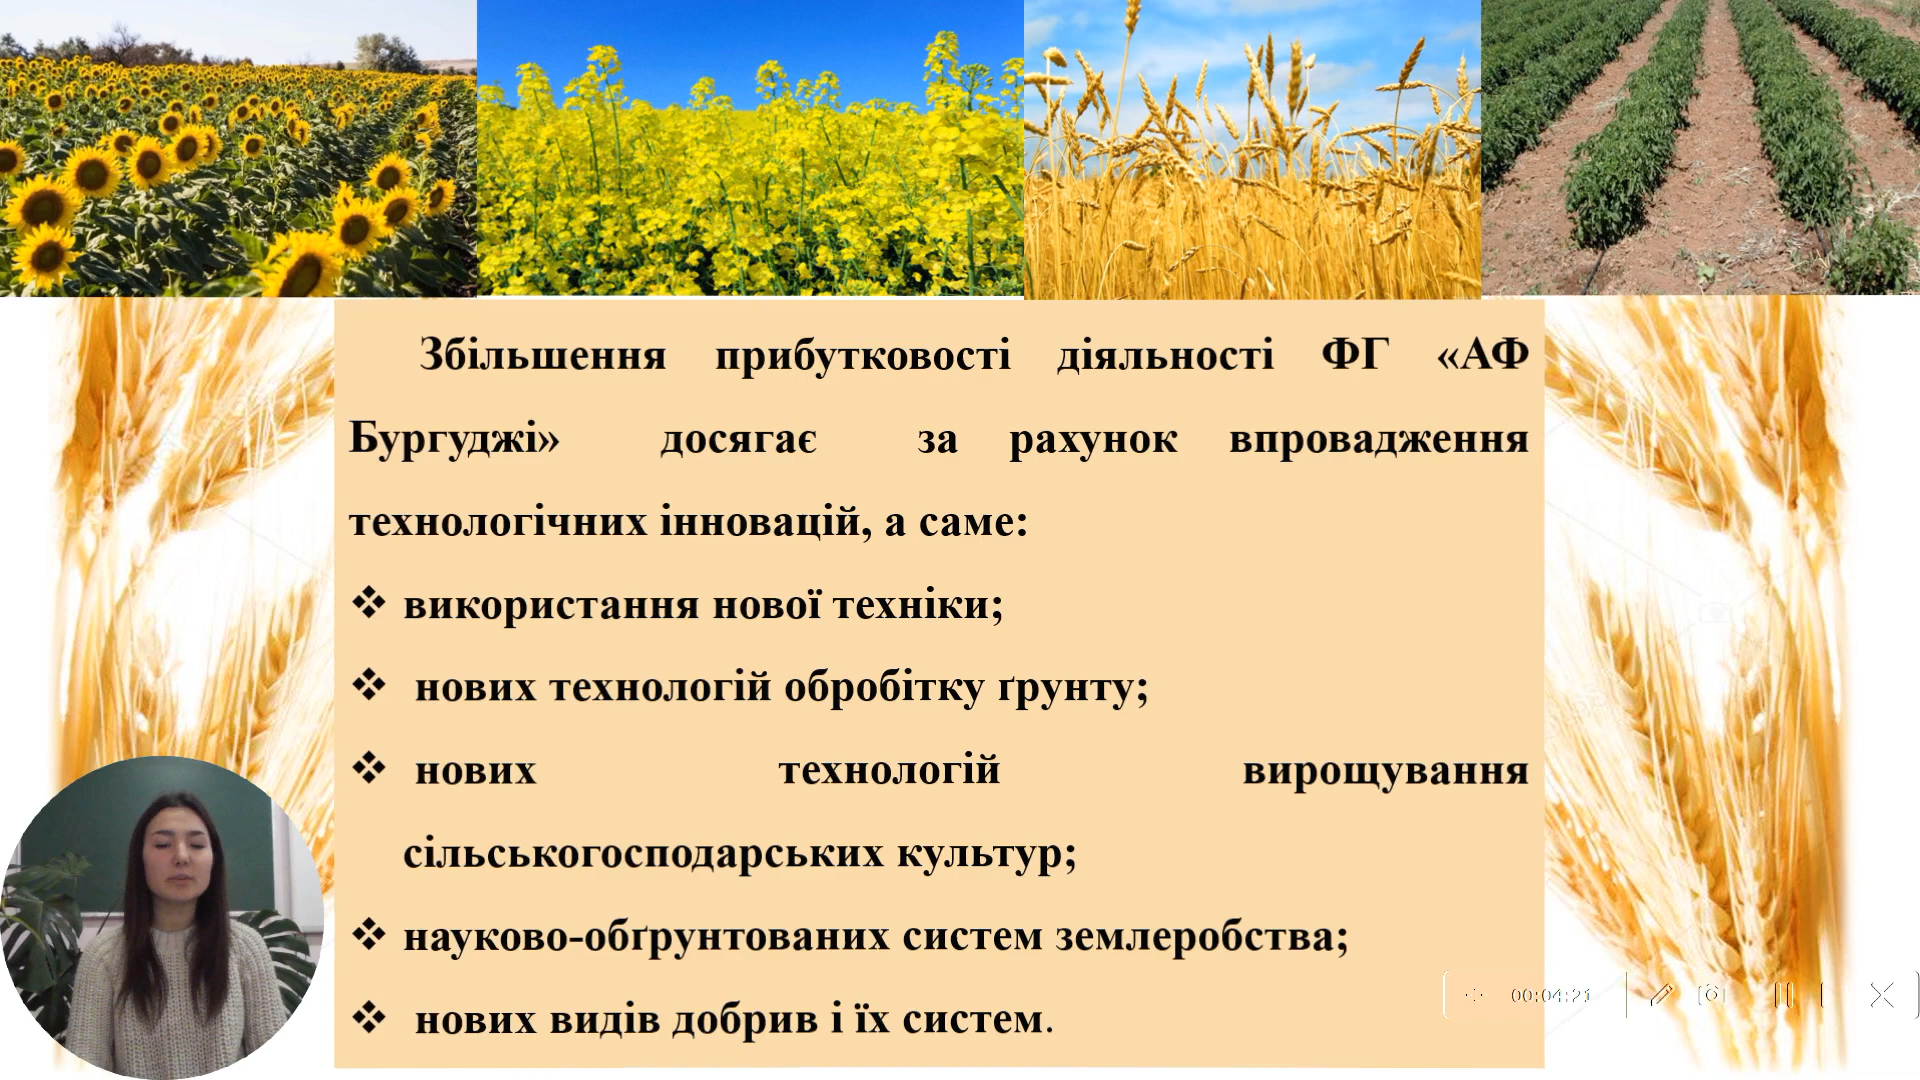 Збільшення прибутковості діяльності ФГ «АФ
Бургуджі» досягає за рахунок впровадження
технологічних інновацій, а саме:
❖ використання нової техніки;
❖ нових технологій обробітку ґрунту;
❖ нових технологій вирощування
сільськогосподарських культур;
❖ науково-обґрунтованих систем землеробства;
❖ нових видів добрив і їх систем.
00:04:21